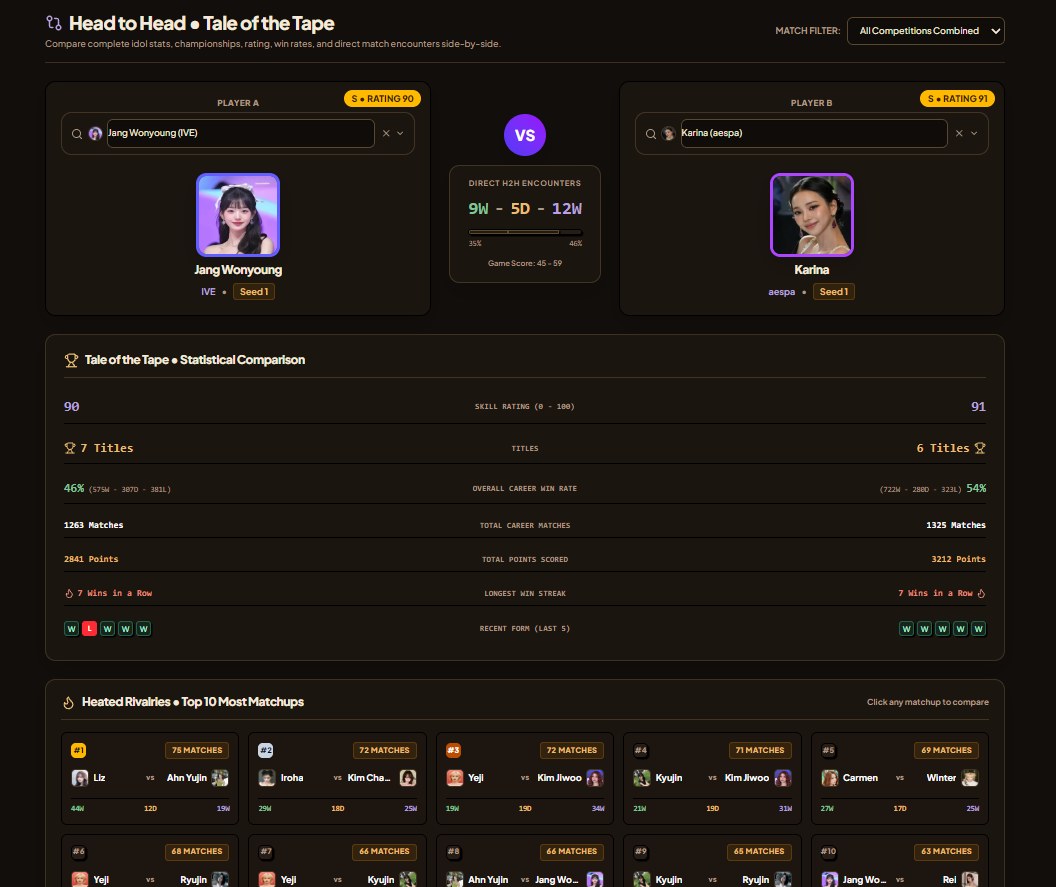 Head to Head ● Tale of the Tape
Compare complete idol stats, championships, rating, win rates, and direct match encounters side-by-side.
MATCH FILTER:
All Competitions Combined
PLAYER A
S ● RATING 90
Jang Wonyoung (IVE)
Jang Wonyoung
IVE ● Seed 1
VS
DIRECT H2H ENCOUNTERS
9W - 5D - 12W
35% 46%
Game Score: 45 - 59
PLAYER B
S ● RATING 91
Karina (aespa)
Karina
aespa ● Seed 1
Tale of the Tape ● Statistical Comparison
90 SKILL RATING (0 - 100) 91
7 Titles TITLES 6 Titles
46% (575W - 307D - 381L) OVERALL CAREER WIN RATE (722W - 280D - 323L) 54%
1263 Matches TOTAL CAREER MATCHES 1325 Matches
2841 Points TOTAL POINTS SCORED 3212 Points
7 Wins in a Row LONGEST WIN STREAK 7 Wins in a Row
W L W W W RECENT FORM (LAST 5) W W W W W
Heated Rivalries ● Top 10 Most Matchups
Click any matchup to compare
#1 75 MATCHES
Liz vs Ahn Yujin
44W 12D 19W
#2 72 MATCHES
Iroha vs Kim Cha...
29W 18D 25W
#3 72 MATCHES
Yeji vs Kim Jiwoo
19W 19D 34W
#4 71 MATCHES
Kyujin vs Kim Jiwoo
21W 19D 31W
#5 69 MATCHES
Carmen vs Winter
27W 17D 25W
#6 68 MATCHES
Yeji vs Ryujin
#7 66 MATCHES
Yeji vs Kyujin
#8 66 MATCHES
Ahn Yujin vs Jang Wo...
#9 65 MATCHES
Kyujin vs Ryujin
#10 63 MATCHES
Jang Wo... vs Rei